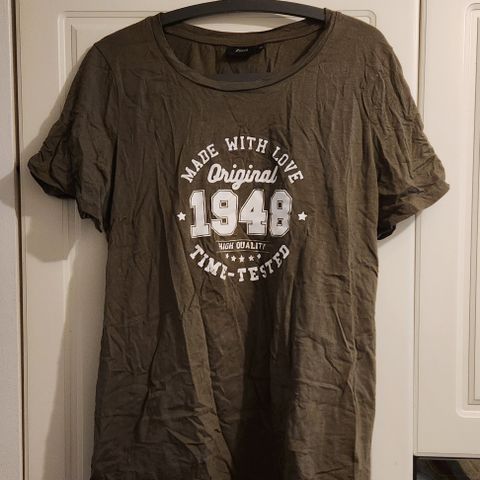 MADE WITH LOVE
Original
1948
HIGH QUALITY
TIME-TESTED